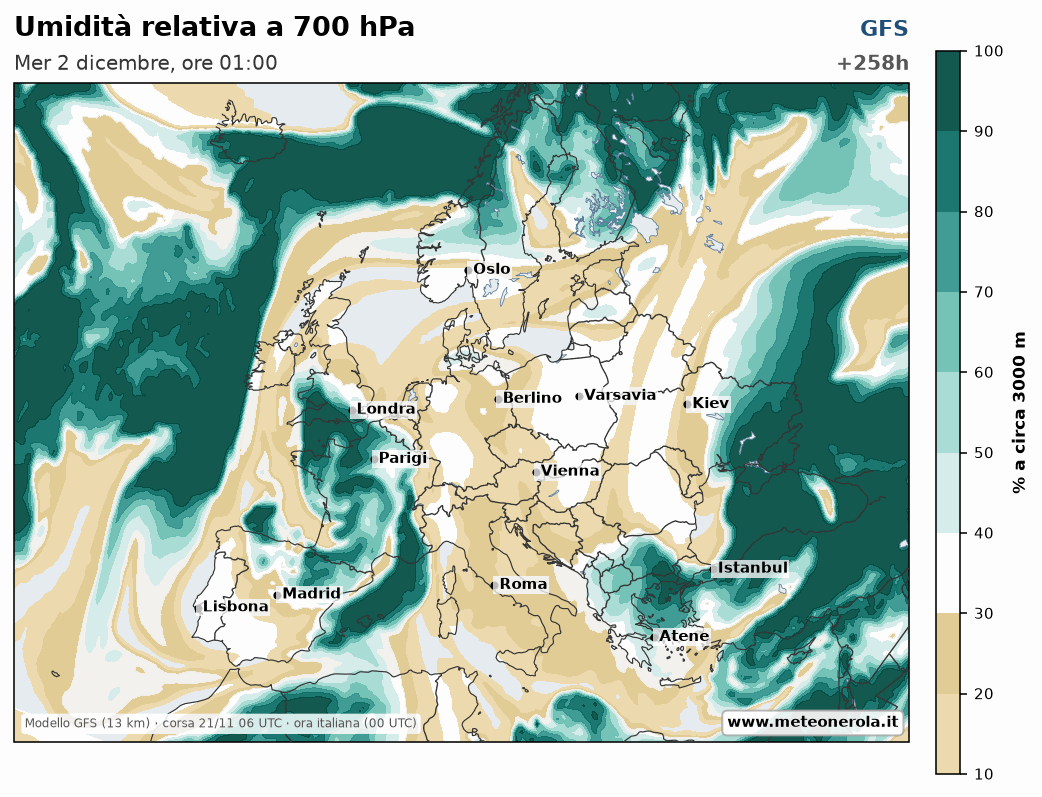 Umidità relativa a 700 hPa
GFS
Mer 2 dicembre, ore 01:00
+258h
Oslo
Londra
Berlino
Varsavia
Kiev
Parigi
Vienna
Istanbul
Roma
Madrid
Lisbona
Atene
Modello GFS (13 km) · corsa 21/11 06 UTC · ora italiana (00 UTC)
www.meteonerola.it
100
90
80
70
60
50
40
30
20
10
% a circa 3000 m